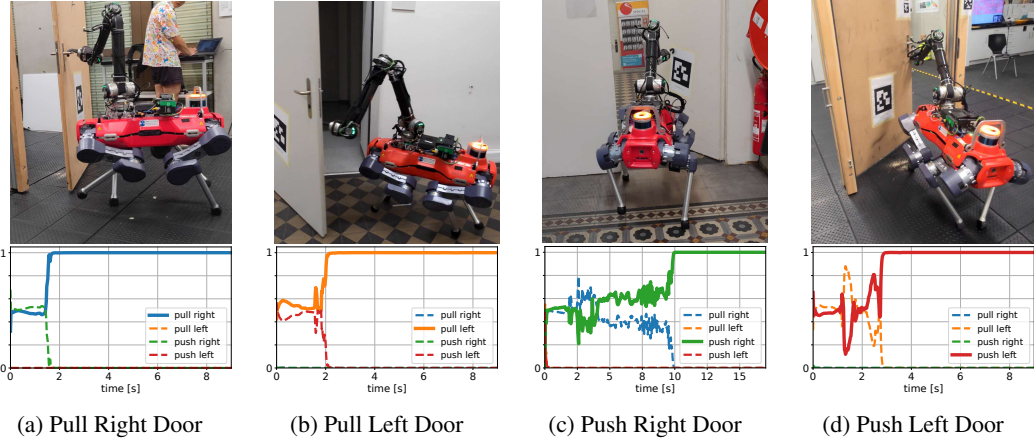 1
0
pull right
pull left
push right
push left
0 2 4 6 8
time [s]
(a) Pull Right Door
1
0
pull right
pull left
push right
push left
0 2 4 6 8
time [s]
(b) Pull Left Door
1
0
pull right
pull left
push right
push left
0 2 4 6 8 10 12 14 16
time [s]
(c) Push Right Door
1
0
pull right
pull left
push right
push left
0 2 4 6 8
time [s]
(d) Push Left Door